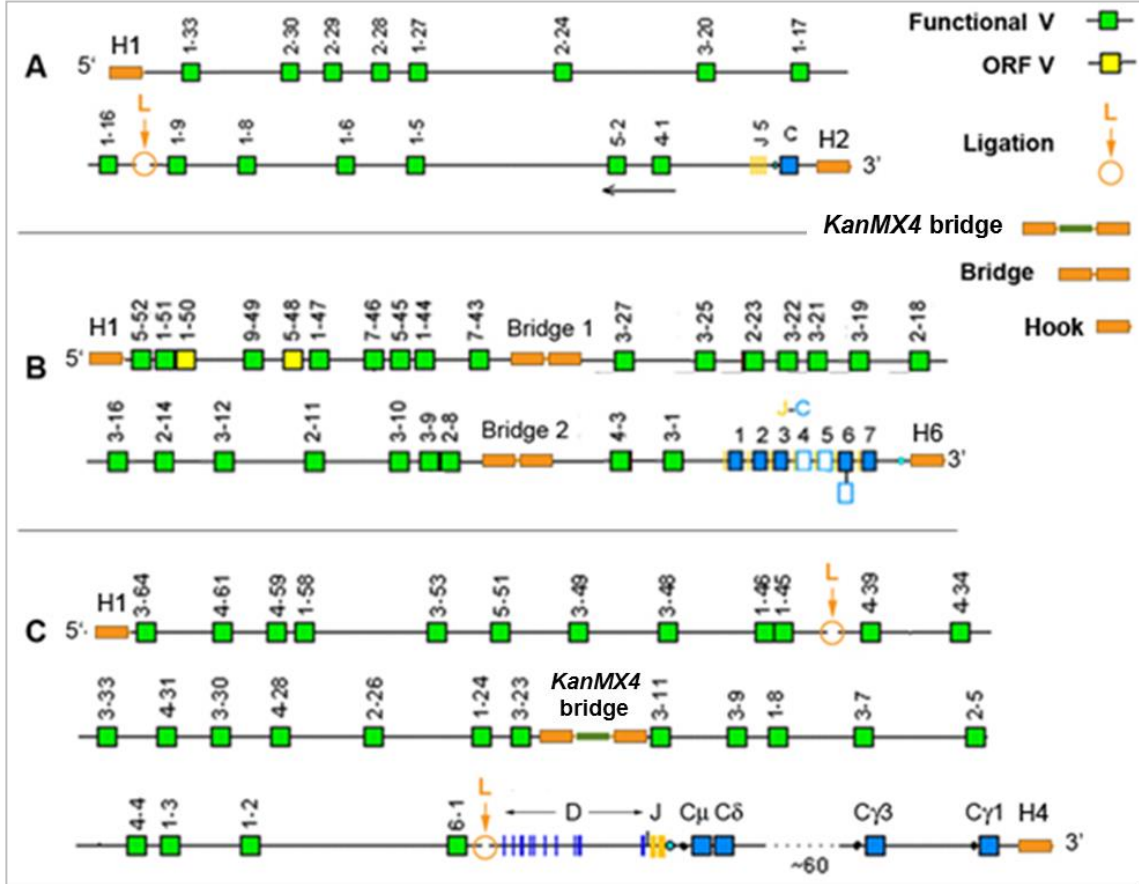 Functional V
ORF V
L
Ligation
KanMX4 bridge
Bridge
Hook
A
5‘
H1
1-33
2-30
2-29
2-28
1-27
2-24
3-20
1-17
1-16
L
1-9
1-8
1-6
1-5
5-2
4-1
J 5
C
H2
3’
B
5‘
H1
5-52
1-51
1-50
9-49
5-48
1-47
7-46
5-45
1-44
7-43
Bridge 1
3-27
3-25
2-23
3-22
3-21
3-19
2-18
3-16
2-14
3-12
2-11
3-10
3-9
2-8
Bridge 2
4-3
3-1
J-C
1 2 3 4 5 6 7
H6
3’
C
5‘
H1
3-64
4-61
4-59
1-58
3-53
5-51
3-49
3-48
1-46
1-45
L
4-39
4-34
3-33
4-31
3-30
4-28
2-26
1-24
3-23
KanMX4
bridge
3-11
3-9
1-8
3-7
2-5
4-4
1-3
1-2
6-1
L
D
J
Cμ Cδ
~60
Cγ3
Cγ1
H4
3’